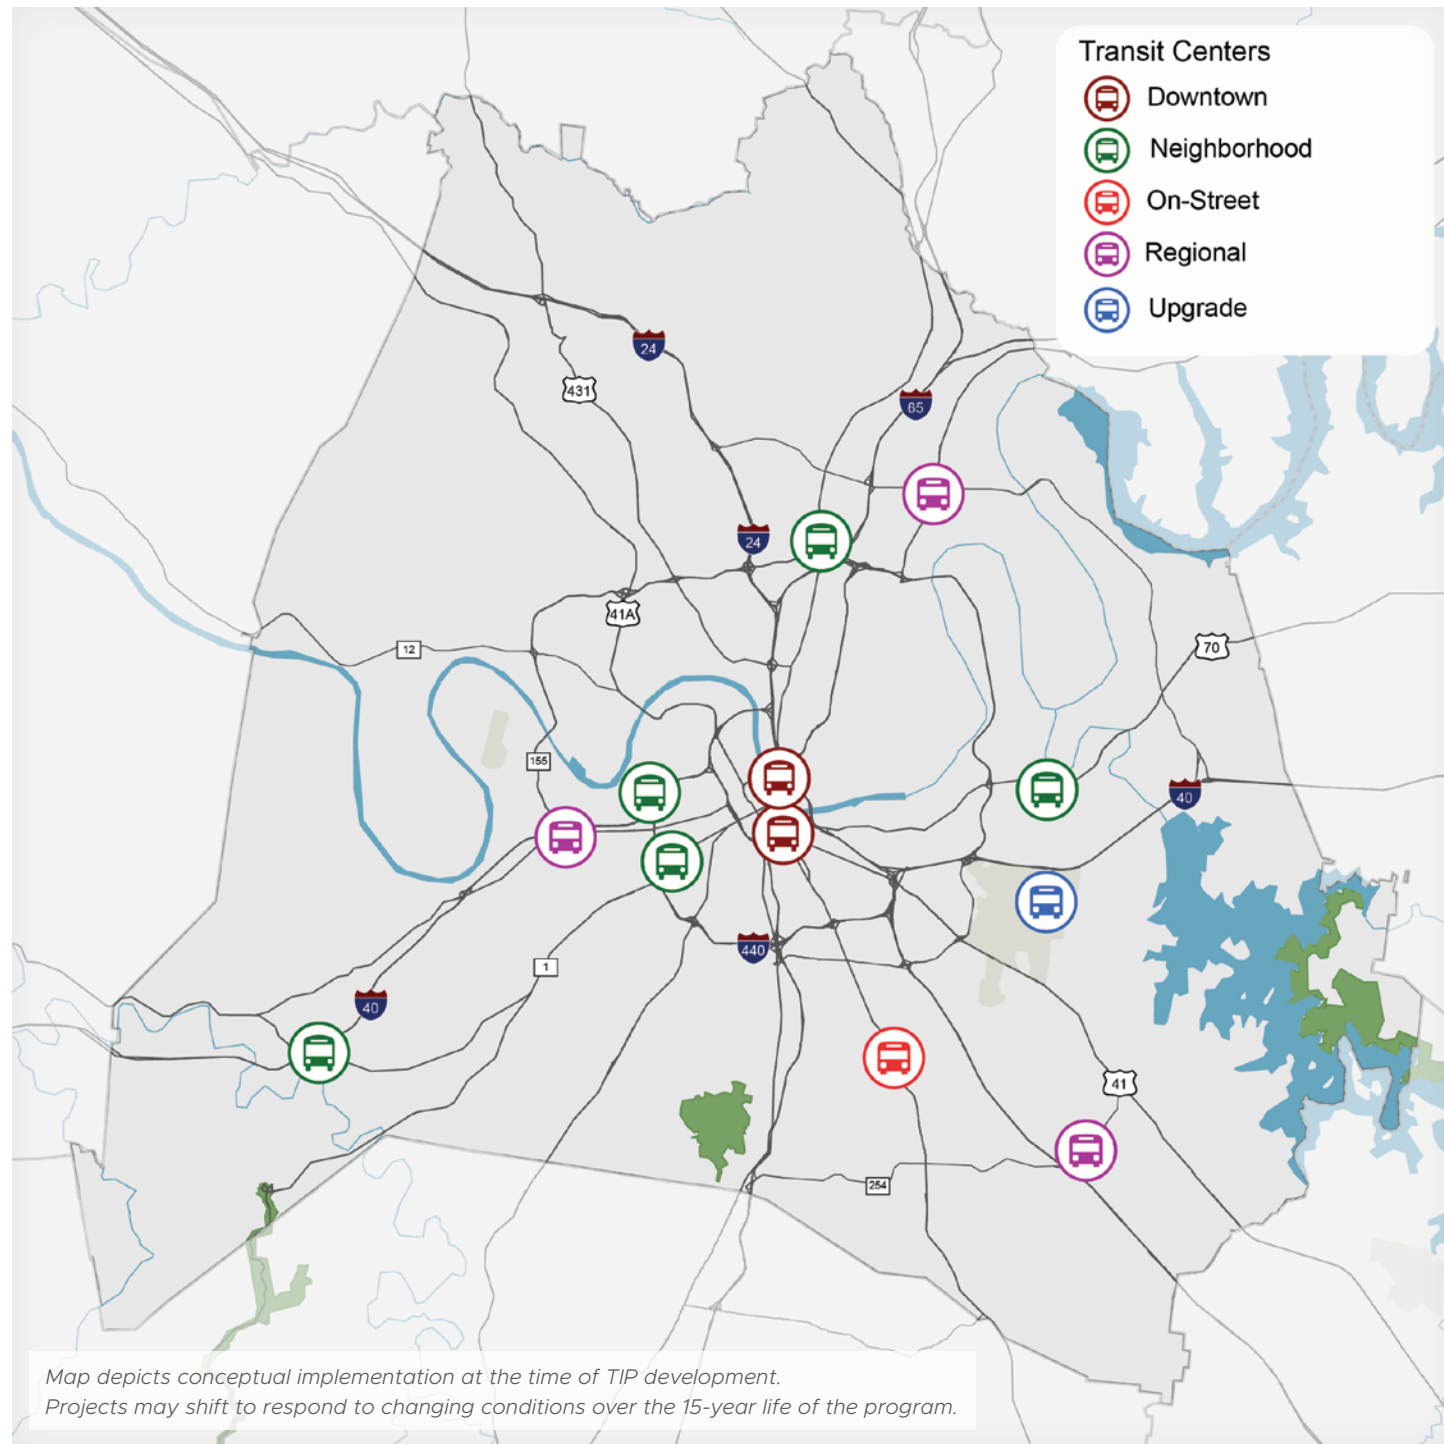 Transit Centers
Downtown
Neighborhood
On-Street
Regional
Upgrade
24
431
65
24
41A
12
70
155
40
440
1
40
41
254
Map depicts conceptual implementation at the time of TIP development.
Projects may shift to respond to changing conditions over the 15-year life of the program.